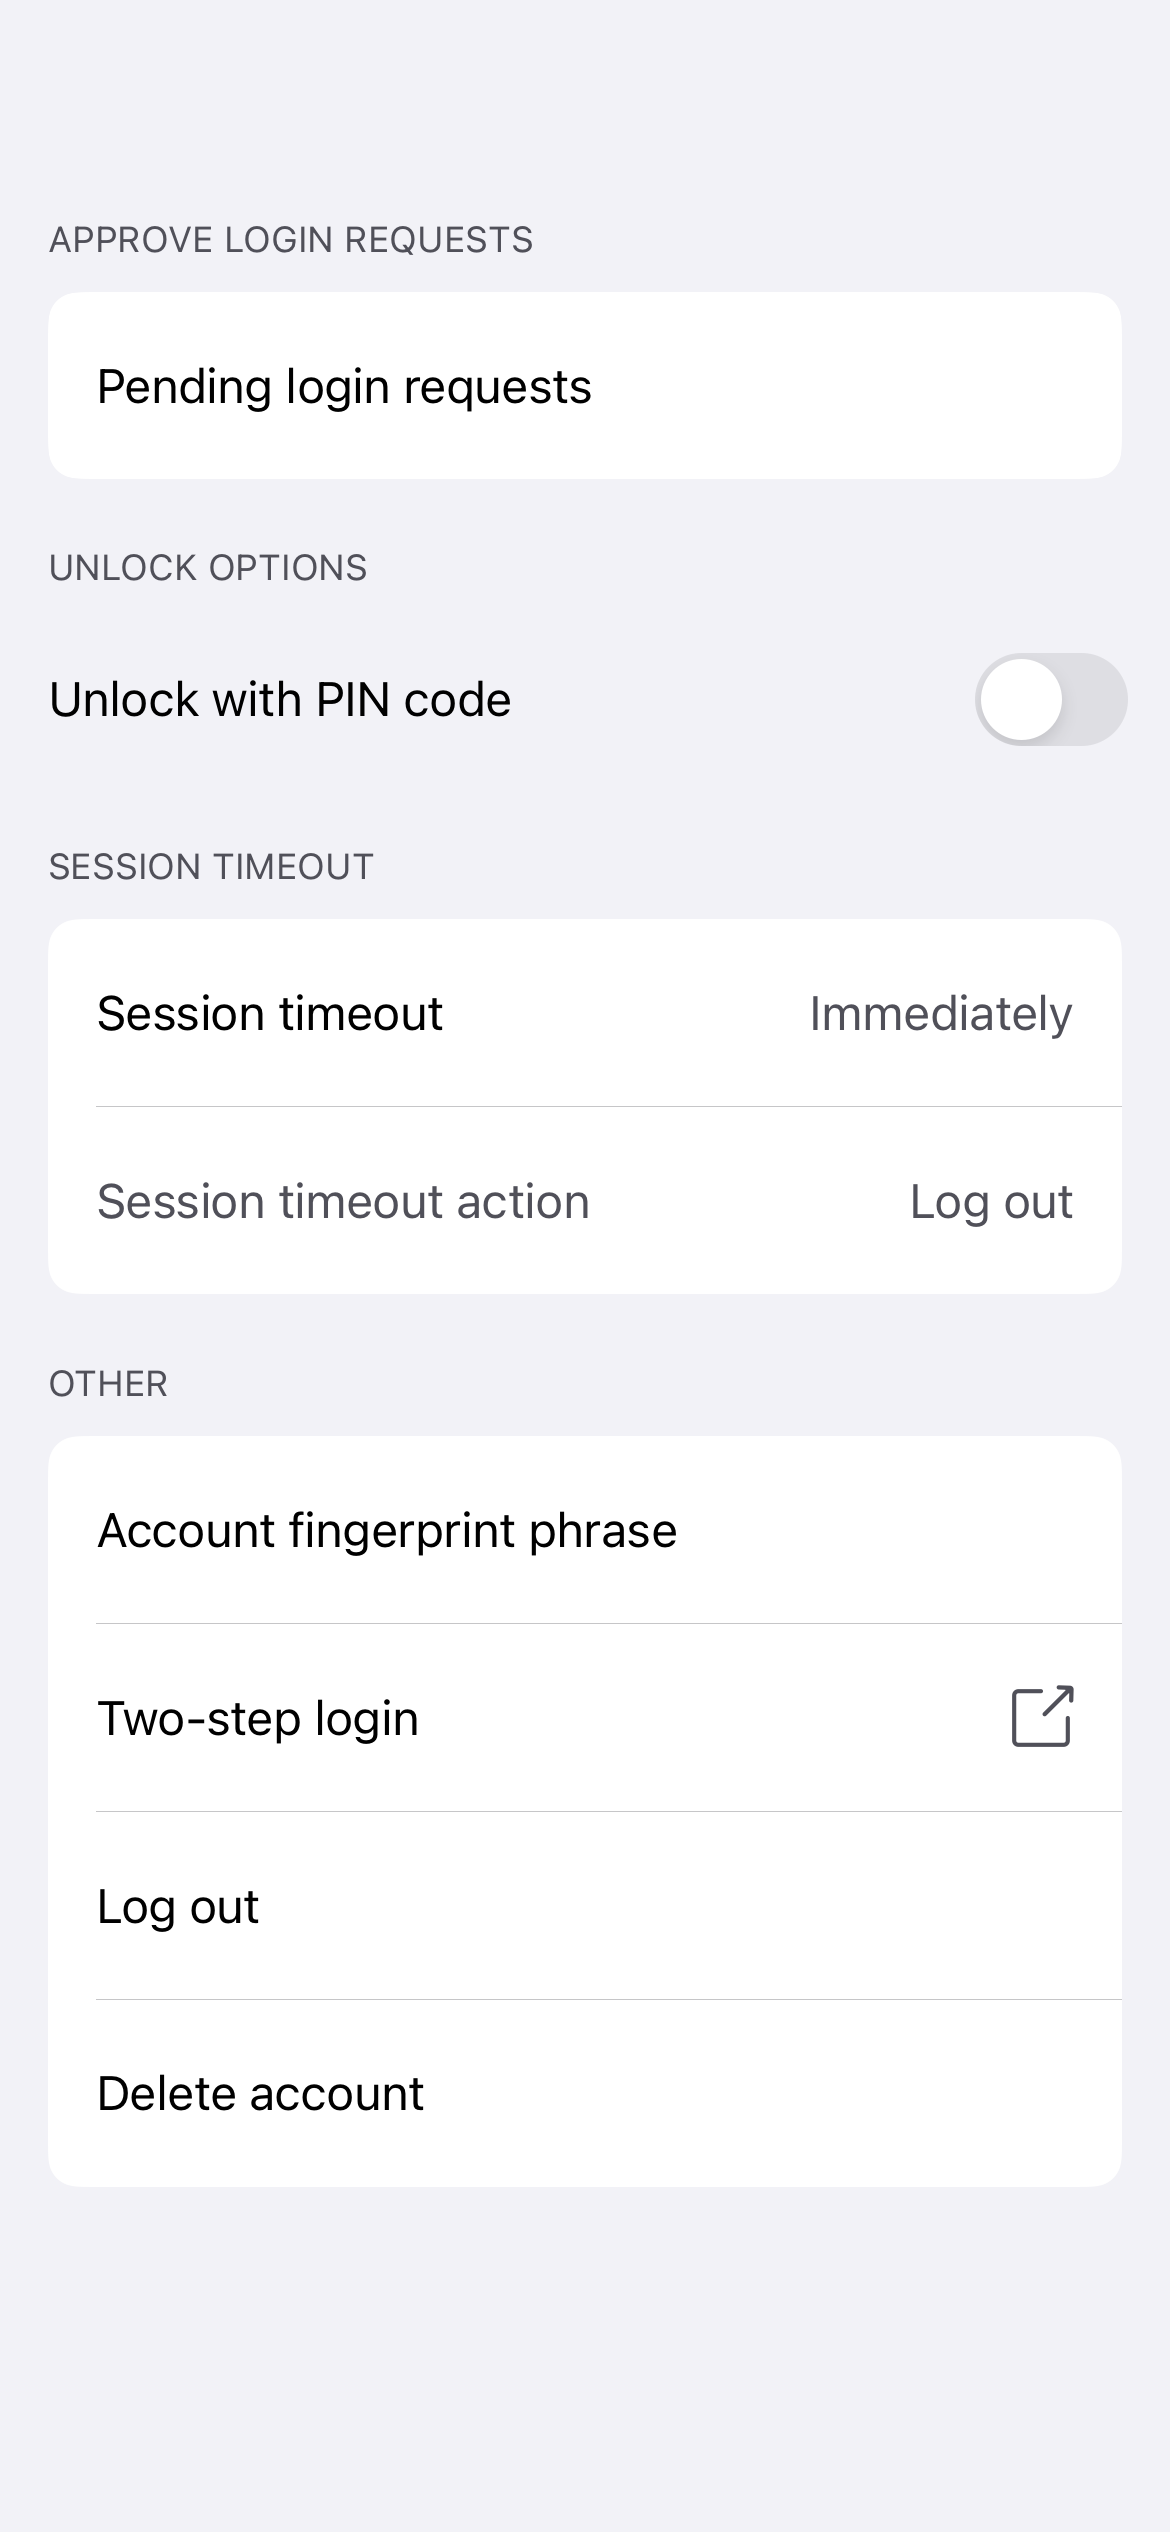 APPROVE LOGIN REQUESTS
Pending login requests
UNLOCK OPTIONS
Unlock with PIN code
SESSION TIMEOUT
Session timeout Immediately
Session timeout action Log out
OTHER
Account fingerprint phrase
Two-step login
Log out
Delete account